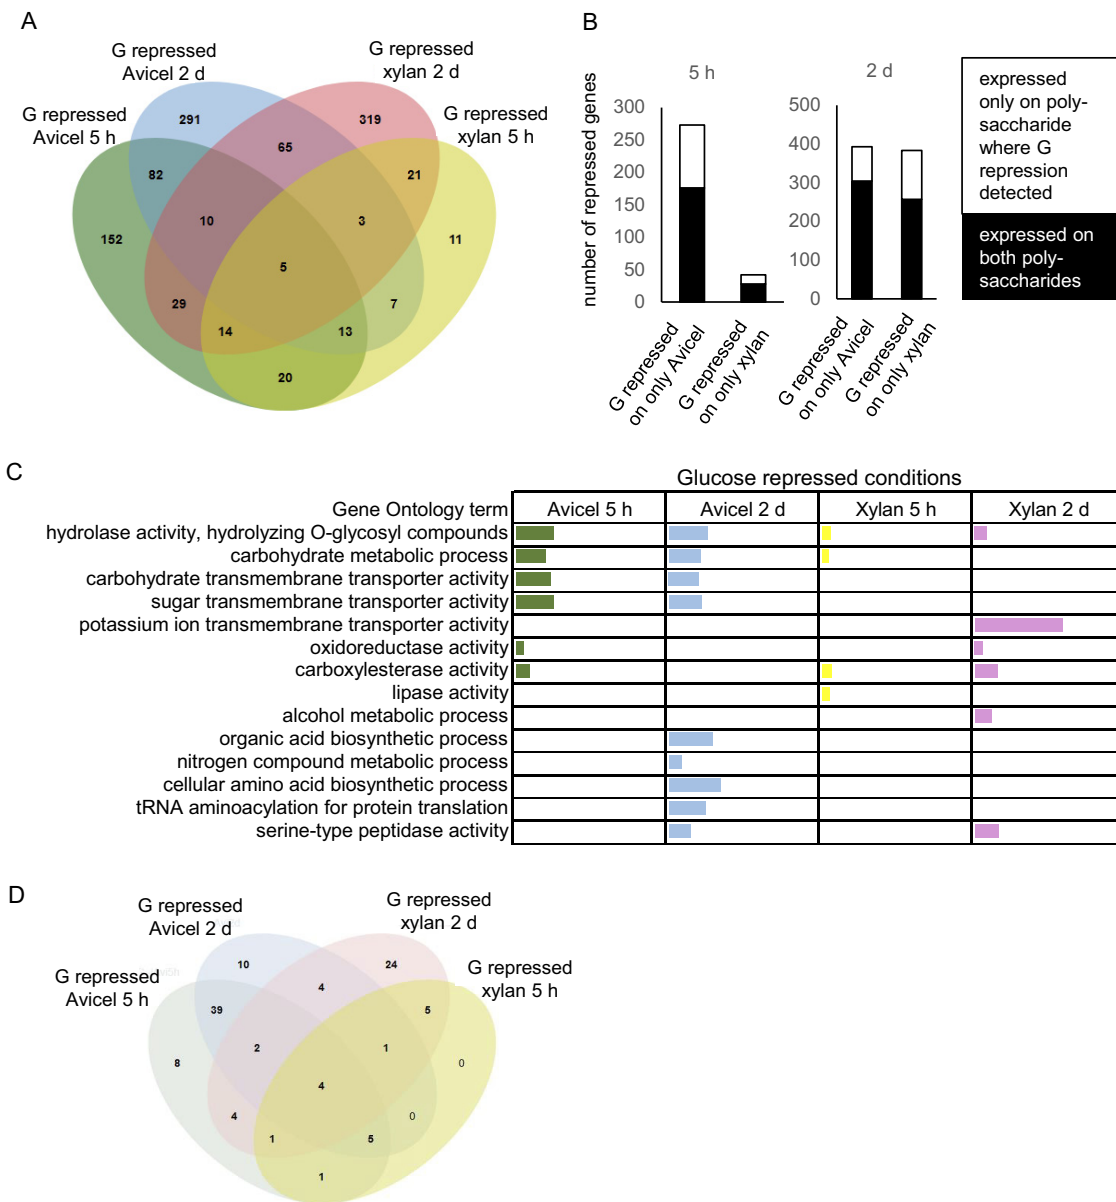 A
G repressed
Avicel 2 d
G repressed
xylan 2 d
G repressed
Avicel 5 h
G repressed
xylan 5 h
291
319
65
82
21
10
3
152
11
5
29
7
14
13
20
B
5 h
2 d
number of repressed genes
300
250
200
150
100
50
0
500
400
300
200
100
0
G repressed
on only Avicel
G repressed
on only xylan
G repressed
on only Avicel
G repressed
on only xylan
expressed
only on poly-
saccharide
where G
repression
detected
expressed on
both poly-
saccharides
C
Glucose repressed conditions
Gene Ontology term Avicel 5 h Avicel 2 d Xylan 5 h Xylan 2 d
hydrolase activity, hydrolyzing O-glycosyl compounds
carbohydrate metabolic process
carbohydrate transmembrane transporter activity
sugar transmembrane transporter activity
potassium ion transmembrane transporter activity
oxidoreductase activity
carboxylesterase activity
lipase activity
alcohol metabolic process
organic acid biosynthetic process
nitrogen compound metabolic process
cellular amino acid biosynthetic process
tRNA aminoacylation for protein translation
serine-type peptidase activity
D
G repressed
Avicel 2 d
G repressed
xylan 2 d
G repressed
Avicel 5 h
G repressed
xylan 5 h
10
24
4
39
5
2
1
8
0
4
4
0
1
5
1